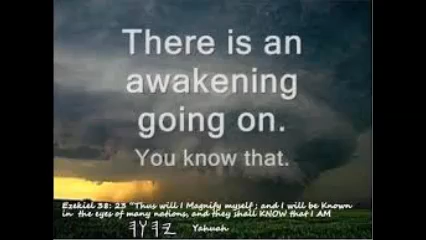 There is an
awakening
going on.
You know that.
Ezekiel 38: 23 "Thus will I Magnify myself ; and I will be Known
in the eyes of many nations, and they shall KNOW that I AM
𐤉𐤄𐤅𐤄 Yahuah